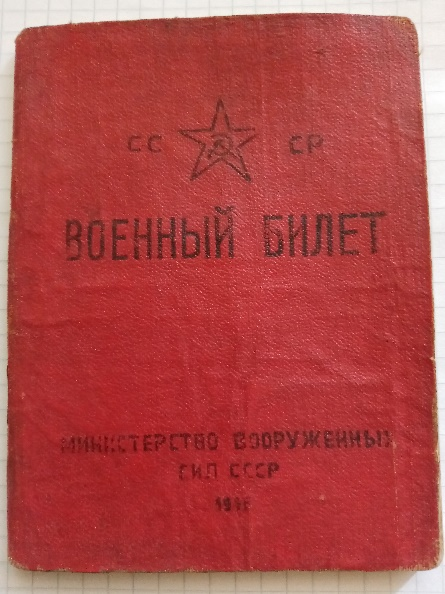 СС СР
ВОЕННЫЙ БИЛЕТ
МИНИСТЕРСТВО ВООРУЖЕННЫХ
СИЛ СССР